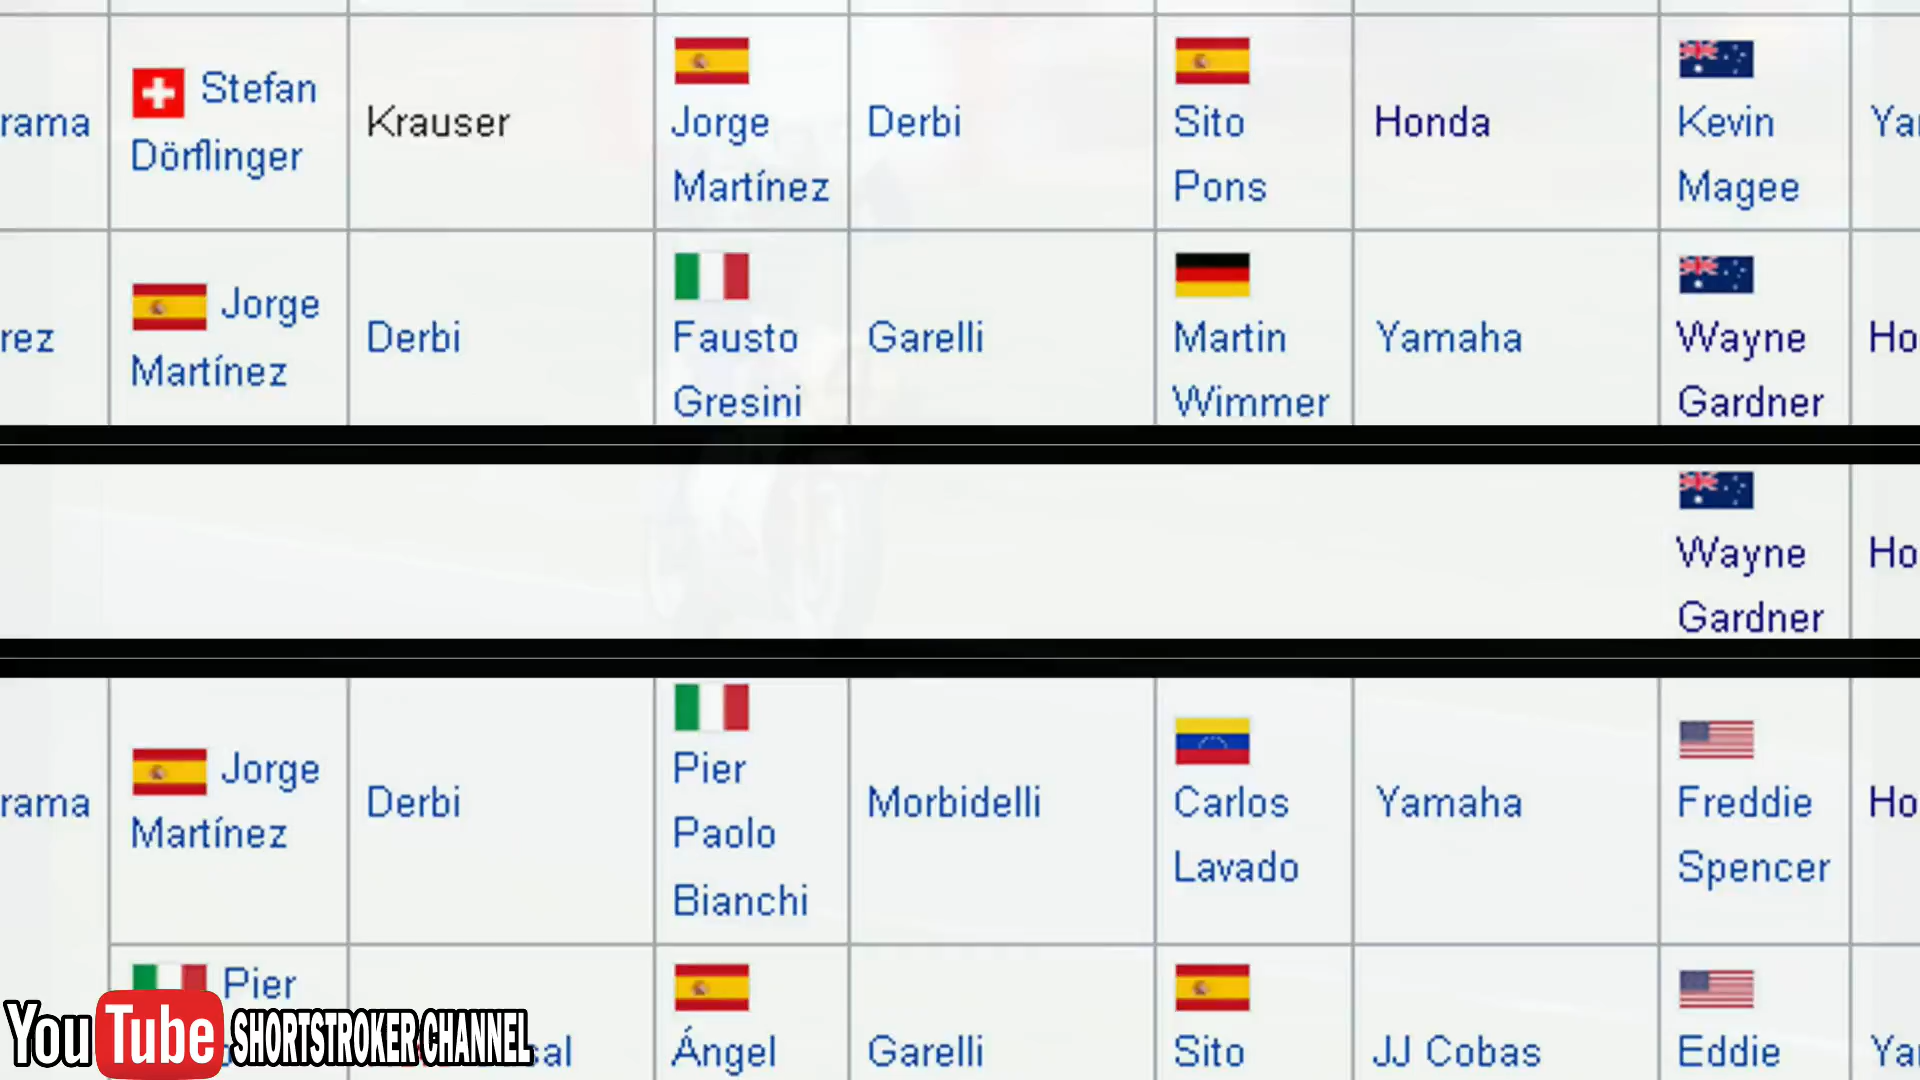 rama
Stefan
Dörflinger
Krauser
Jorge
Martínez
Derbi
Sito
Pons
Honda
Kevin
Magee
rez
Jorge
Martínez
Derbi
Fausto
Gresini
Garelli
Martin
Wimmer
Yamaha
Wayne
Gardner
Ho
Wayne
Gardner
Ho
rama
Jorge
Martínez
Derbi
Pier
Paolo
Bianchi
Morbidelli
Carlos
Lavado
Yamaha
Freddie
Spencer
Ho
Pier
Ángel
Garelli
Sito
JJ Cobas
Eddie
YouTube SHORTSTROKER CHANNEL